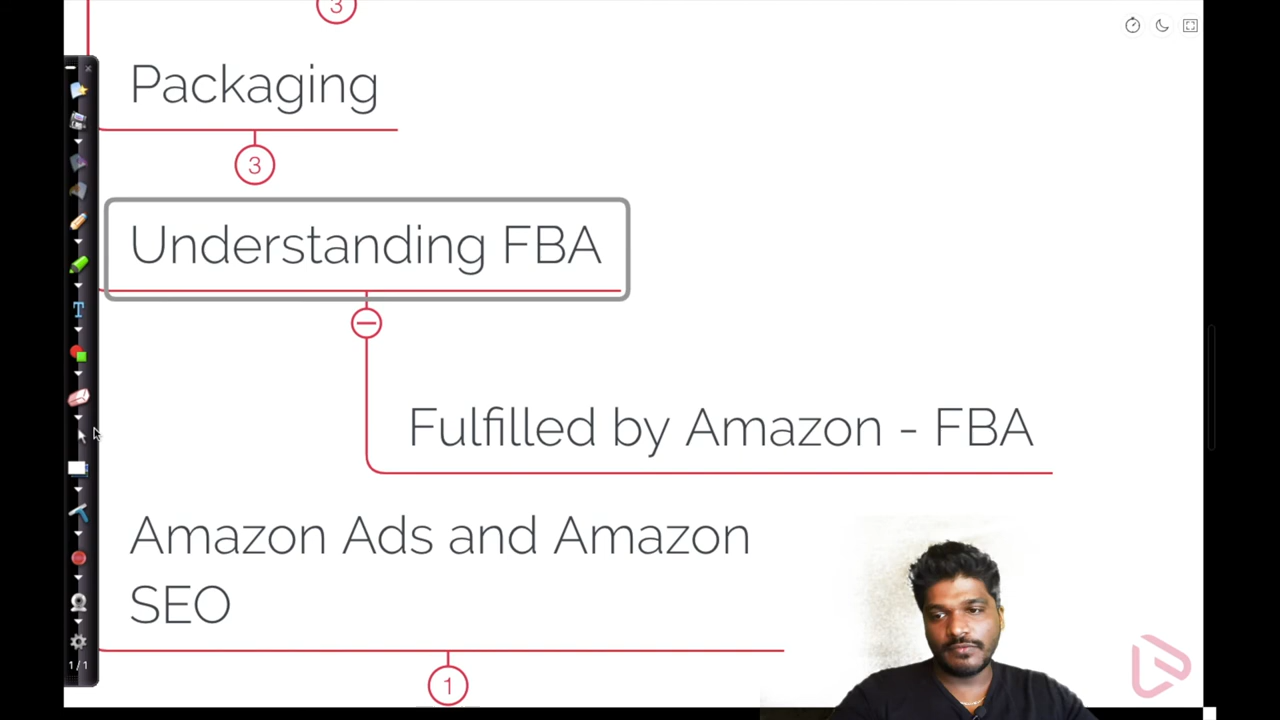 3
Packaging
3
Understanding FBA
Fulfilled by Amazon - FBA
Amazon Ads and Amazon
SEO
1
T
1/1